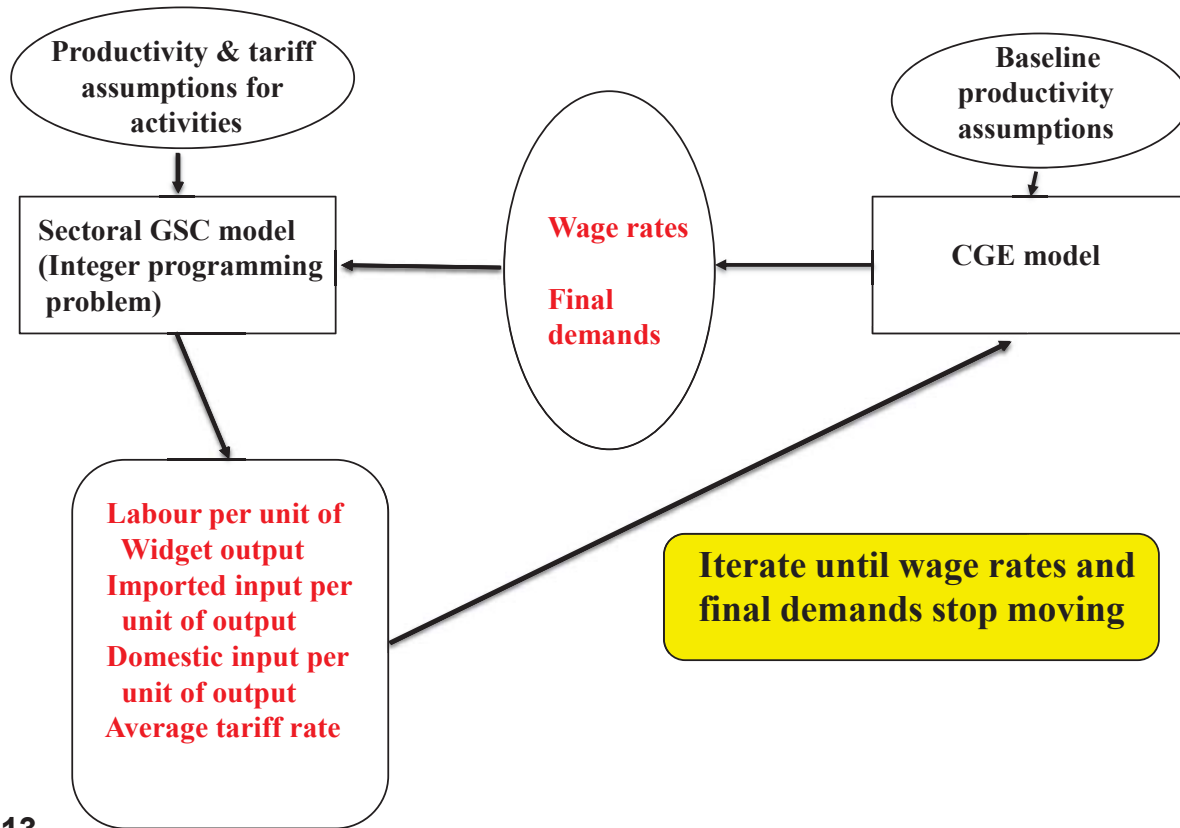 Productivity & tariff
assumptions for
activities
Baseline
productivity
assumptions
Sectoral GSC model
(Integer programming
problem)
Wage rates
Final
demands
CGE model
Labour per unit of
Widget output
Imported input per
unit of output
Domestic input per
unit of output
Average tariff rate
Iterate until wage rates and
final demands stop moving